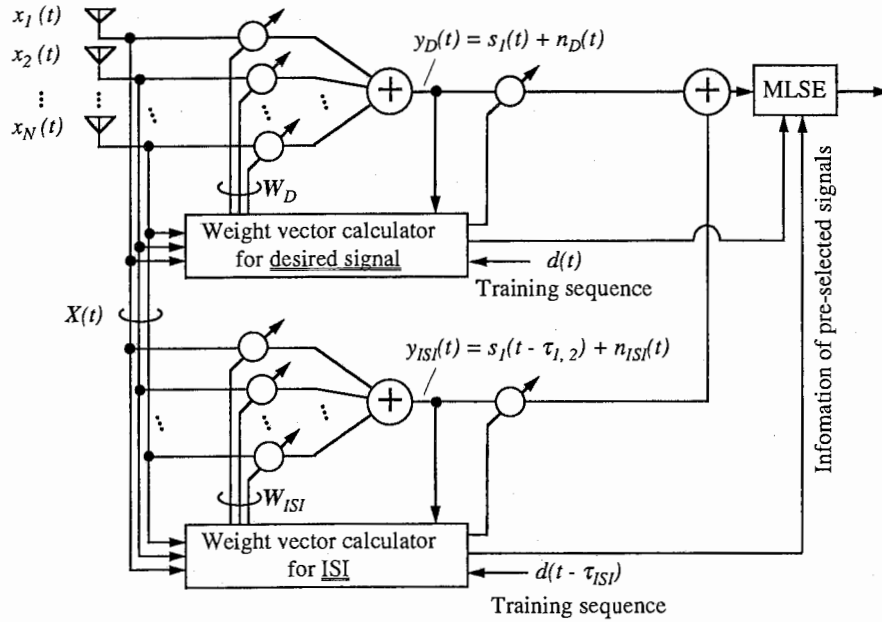 x1(t)
x2(t)
xN(t)
yD(t) = s1(t) + nD(t)
+
+
MLSE
WD
Weight vector calculator
for desired signal
d(t)
Training sequence
X(t)
yISI(t) = s1(t - τ1, 2) + nISI(t)
+
Infomation of pre-selected signals
WISI
Weight vector calculator
for ISI
d(t - τISI)
Training sequence